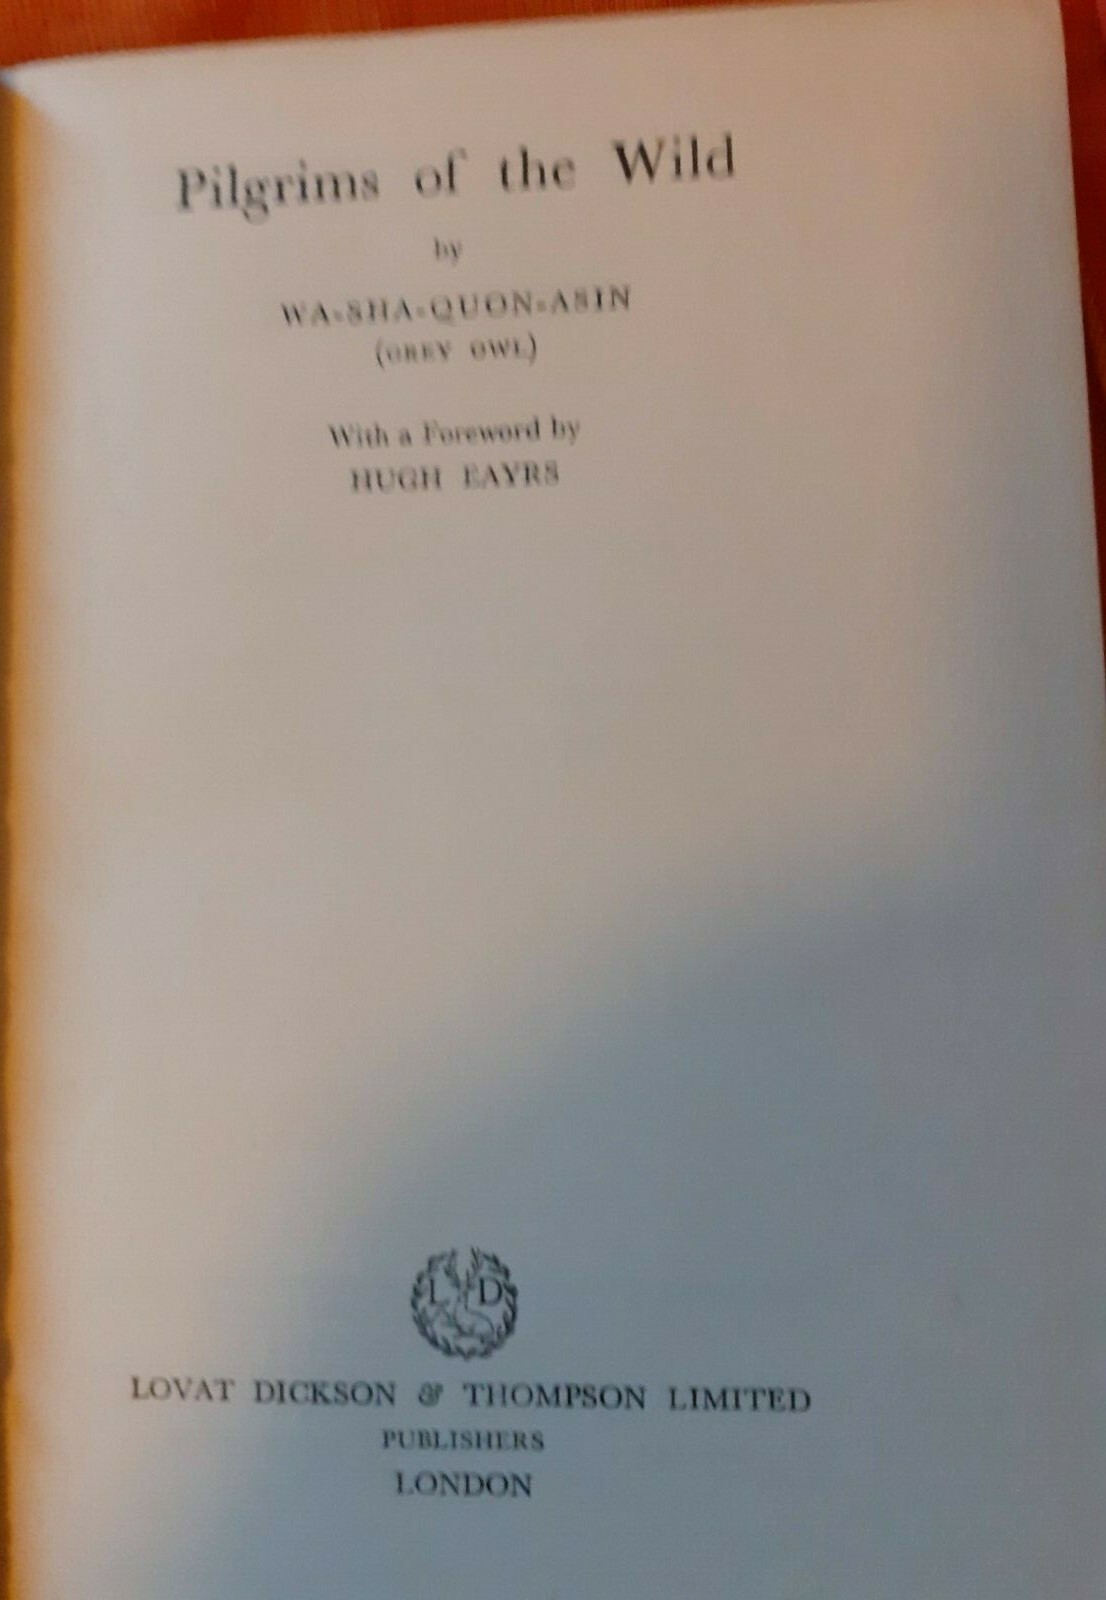 Pilgrims of the Wild
by
WA-SHA-QUON-ASIN
(GREY OWL)
With a Foreword by
HUGH EAYRS
L D
LOVAT DICKSON & THOMPSON LIMITED
PUBLISHERS
LONDON